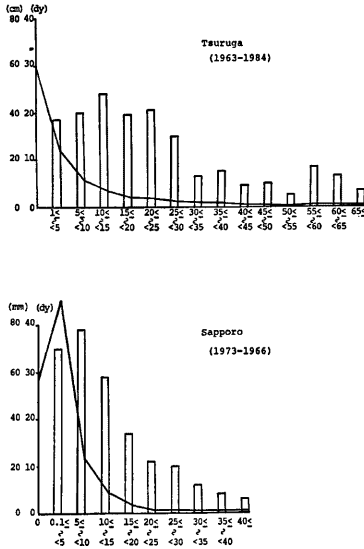 (cm) (dy)
80 40
60 30
40 20
20 10
0
Tsuruga
(1963-1984)
1≤ 5≤ 10≤ 15≤ 20≤ 25≤ 30≤ 35≤ 40≤ 45≤ 50≤ 55≤ 60≤ 65≤
~ ~ ~ ~ ~ ~ ~ ~ ~ ~ ~ ~ ~
<5 <10 <15 <20 <25 <30 <35 <40 <45 <50 <55 <60 <65
(mm) (dy)
80 40
60 30
40 20
20 10
0
Sapporo
(1973-1966)
0 0.1≤ 5≤ 10≤ 15≤ 20≤ 25≤ 30≤ 35≤ 40≤
~ ~ ~ ~ ~ ~ ~ ~
<5 <10 <15 <20 <25 <30 <35 <40